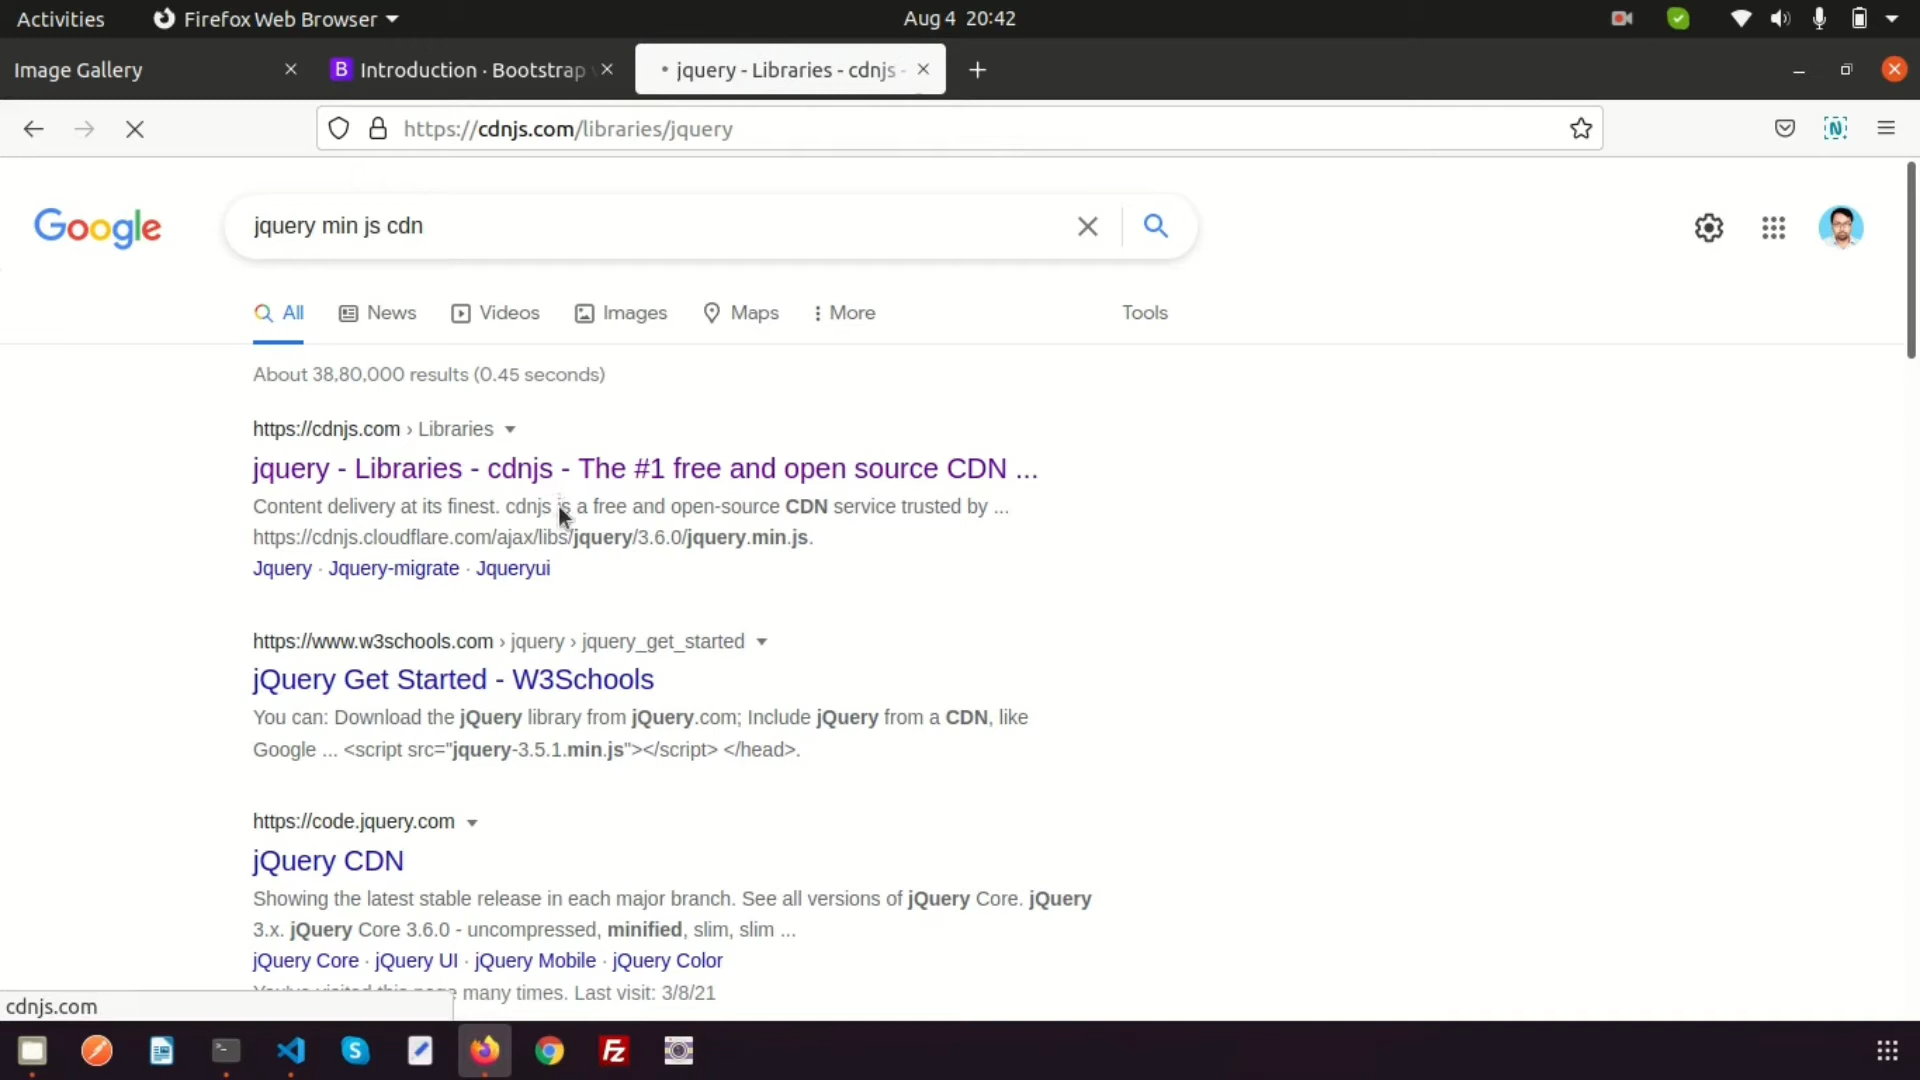 Activities
Firefox Web Browser
Aug 4 20:42
Image Gallery
B Introduction · Bootstrap
jquery - Libraries - cdnjs -
https://cdnjs.com/libraries/jquery
Google
jquery min js cdn
All
News
Videos
Images
Maps
More
Tools
About 38,80,000 results (0.45 seconds)
https://cdnjs.com › Libraries
jquery - Libraries - cdnjs - The #1 free and open source CDN ...
Content delivery at its finest. cdnjs is a free and open-source CDN service trusted by ...
https://cdnjs.cloudflare.com/ajax/libs/jquery/3.6.0/jquery.min.js.
Jquery · Jquery-migrate · Jqueryui
https://www.w3schools.com › jquery › jquery_get_started
jQuery Get Started - W3Schools
You can: Download the jQuery library from jQuery.com; Include jQuery from a CDN, like
Google ... <script src="jquery-3.5.1.min.js"></script> </head>.
https://code.jquery.com
jQuery CDN
Showing the latest stable release in each major branch. See all versions of jQuery Core. jQuery
3.x. jQuery Core 3.6.0 - uncompressed, minified, slim, slim ...
jQuery Core · jQuery UI · jQuery Mobile · jQuery Color
many times. Last visit: 3/8/21
cdnjs.com